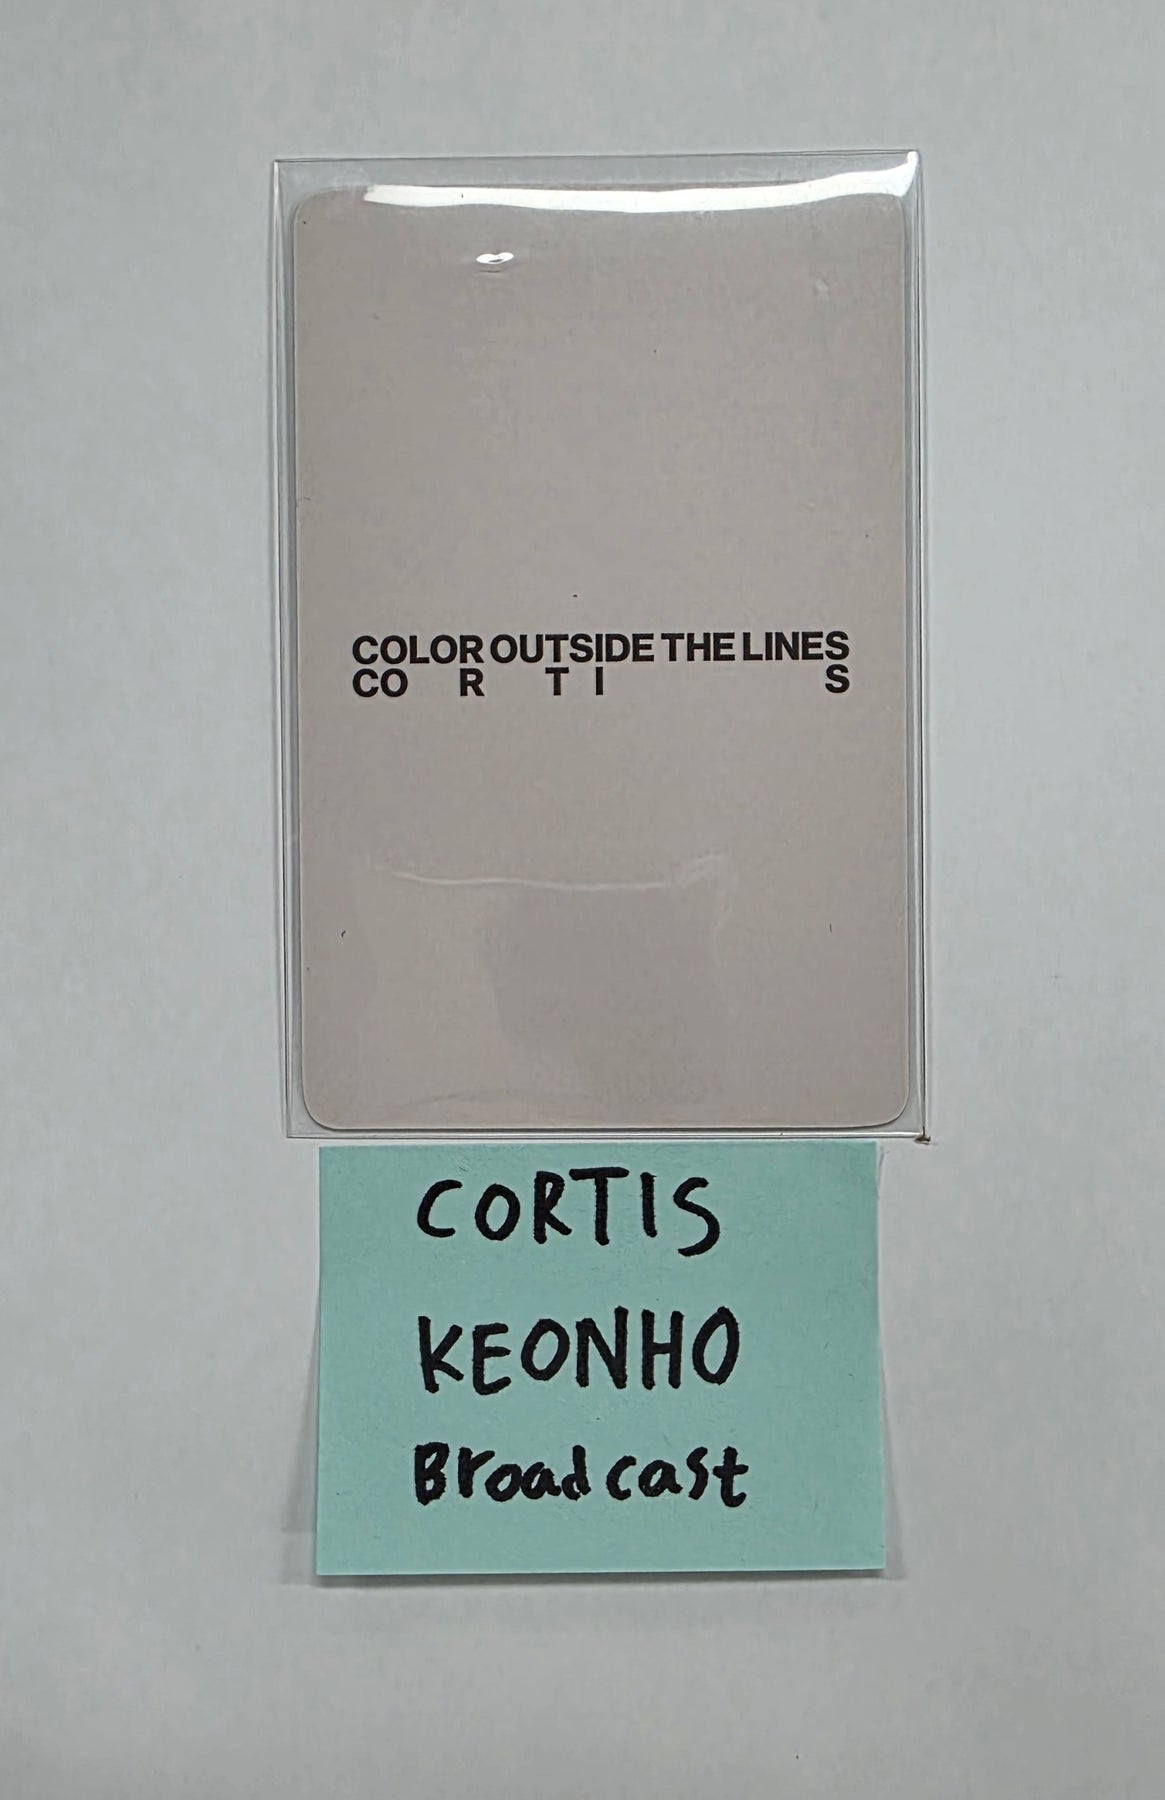 COLOR OUTSIDE THE LINES
CO R T I S
CORTIS
KEONHO
Broadcast